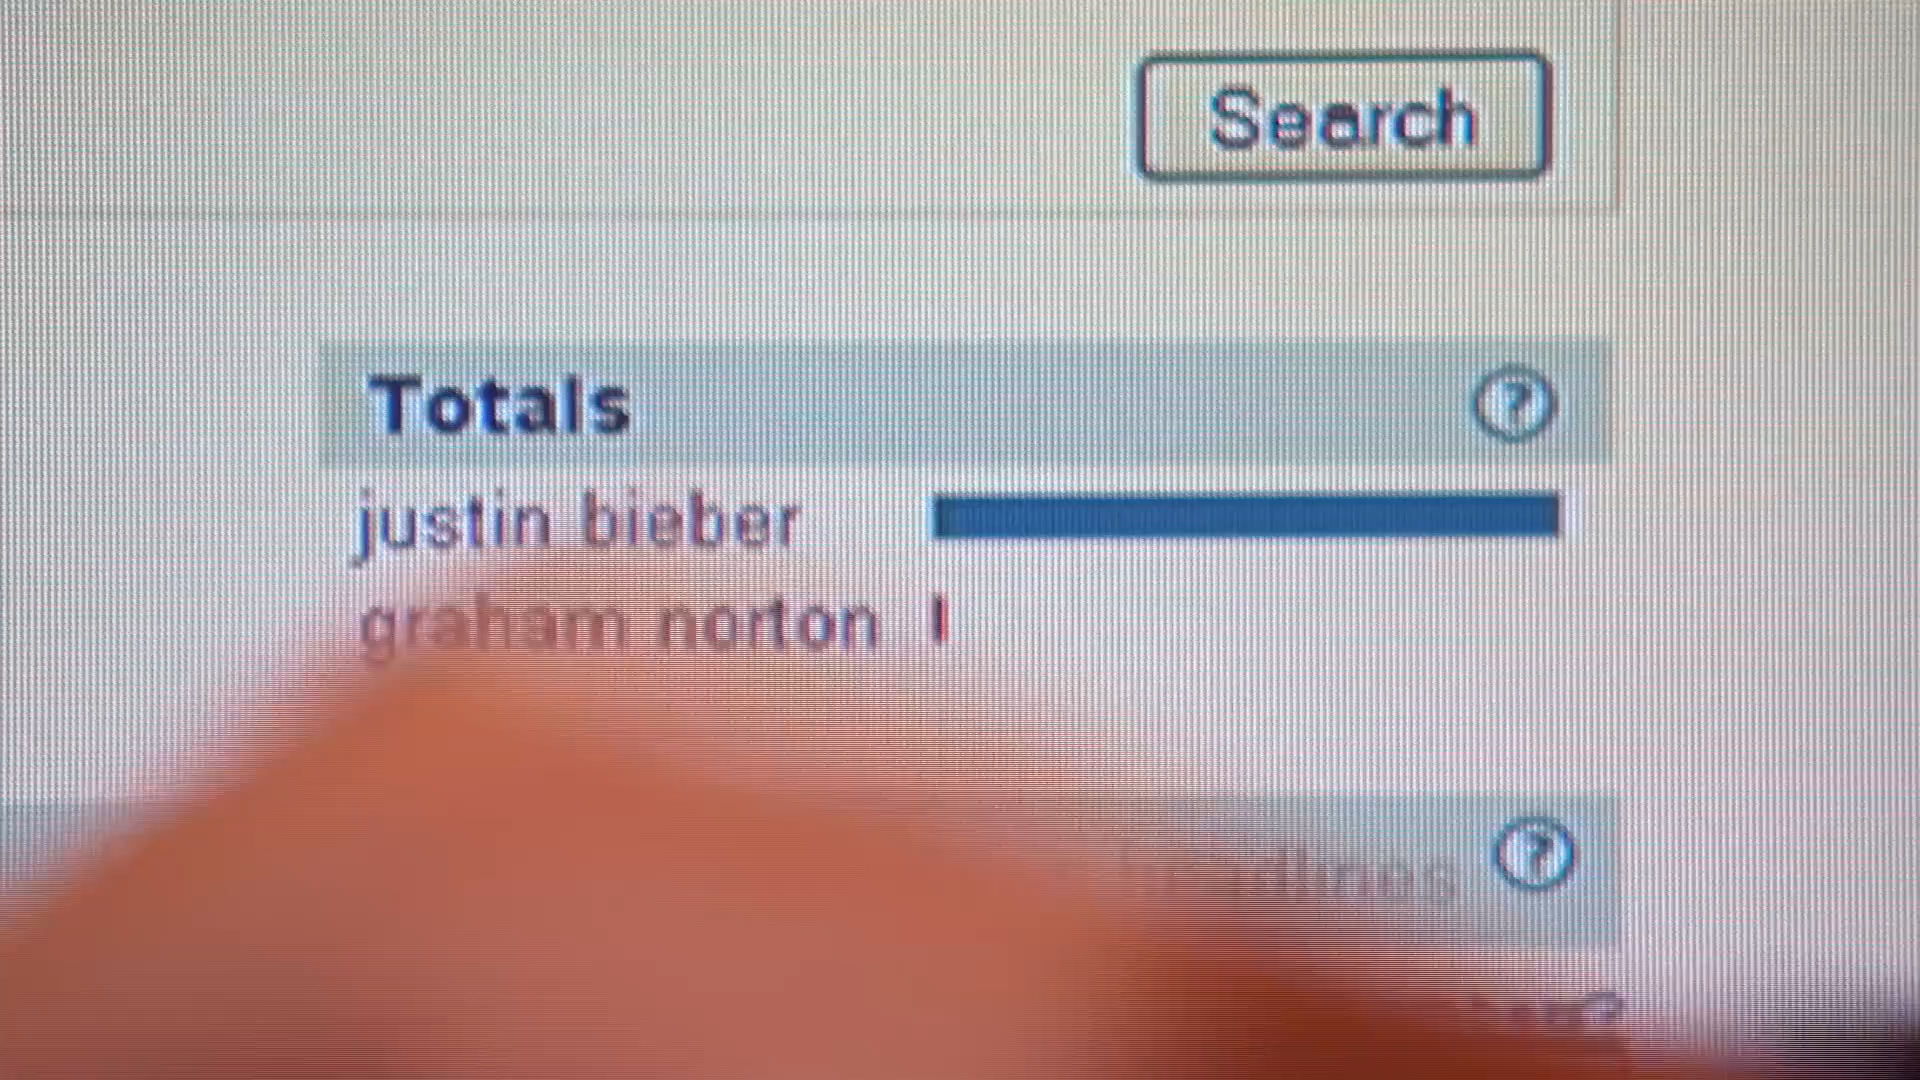 Search
Totals
?
justin bieber
graham norton
?